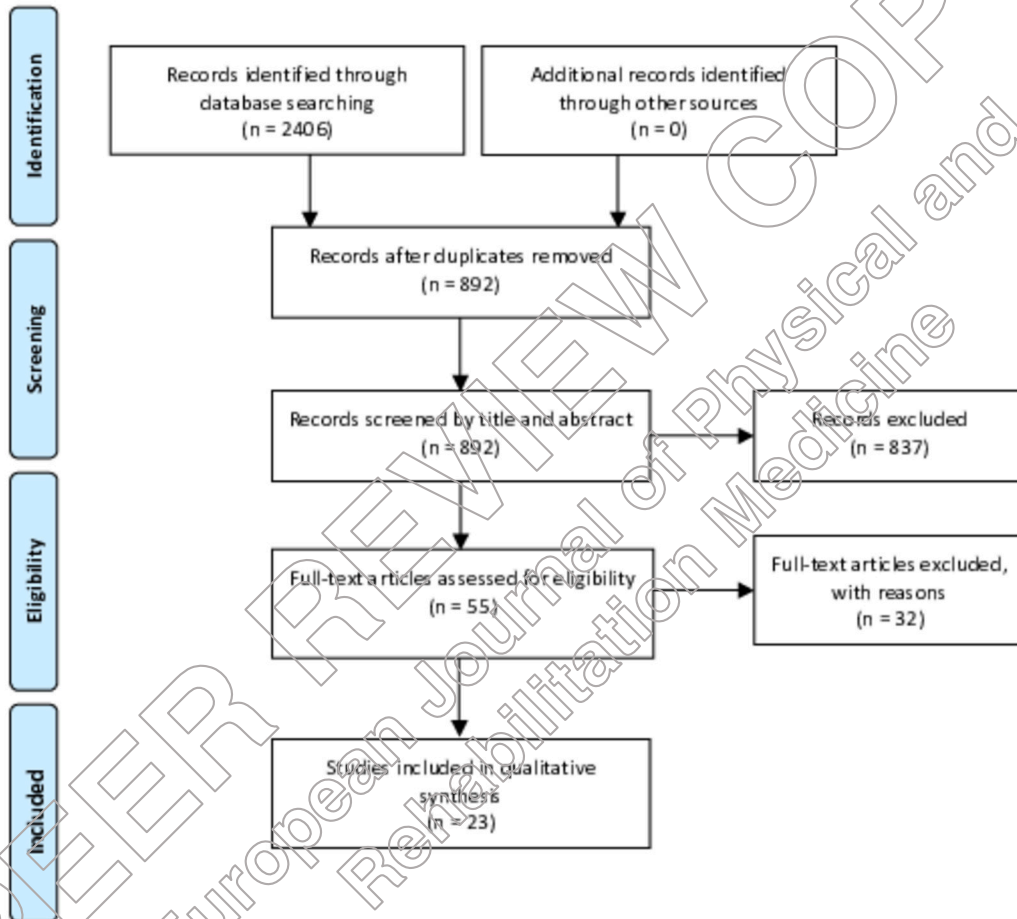 Identification
Records identified through
database searching
(n = 2406)
Additional records identified
through other sources
(n = 0)
Records after duplicates removed
(n = 892)
Screening
Records screened by title and abstract
(n = 892)
Records excluded
(n = 837)
Eligibility
Full-text articles assessed for eligibility
(n = 55)
Full-text articles excluded,
with reasons
(n = 32)
Included
Studies included in qualitative
synthesis
(n = 23)
PEER REVIEW COP
European Journal of Physical and
Rehabilitation Medicine